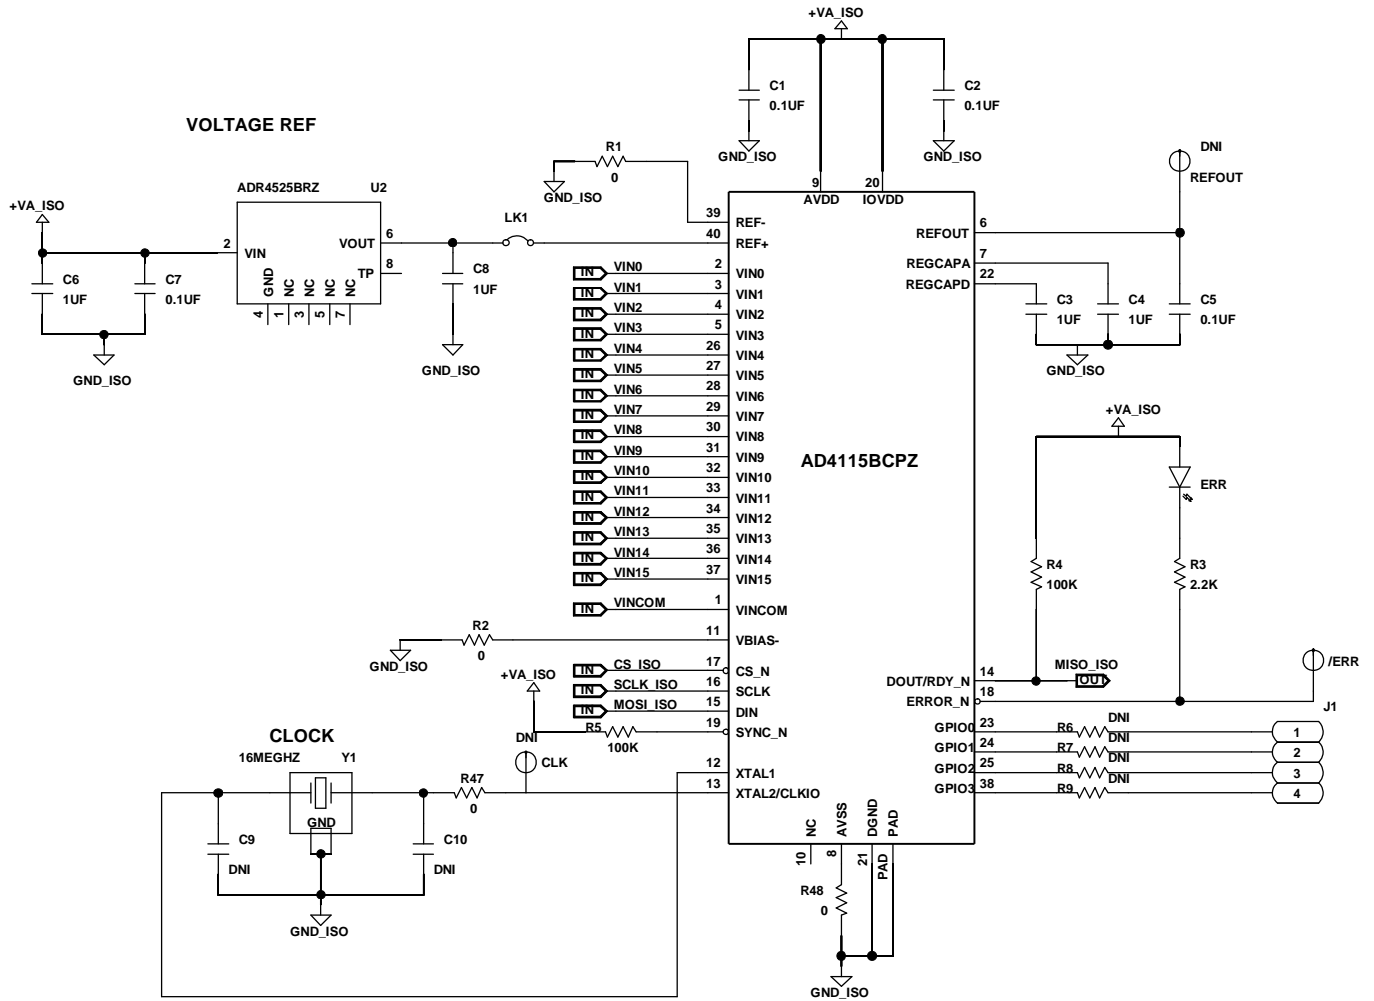 +VA_ISO
C1
0.1UF
C2
0.1UF
GND_ISO
GND_ISO
VOLTAGE REF
R1
0
GND_ISO
DNI
REFOUT
ADR4525BRZ
U2
+VA_ISO
2
VIN
VOUT
6
TP
8
GND
NC
NC
NC
NC
4
1
3
5
7
C6
1UF
C7
0.1UF
GND_ISO
LK1
C8
1UF
GND_ISO
9
AVDD
20
IOVDD
39
REF-
40
REF+
IN
VIN0
2
VIN0
IN
VIN1
3
VIN1
IN
VIN2
4
VIN2
IN
VIN3
5
VIN3
IN
VIN4
26
VIN4
IN
VIN5
27
VIN5
IN
VIN6
28
VIN6
IN
VIN7
29
VIN7
IN
VIN8
30
VIN8
IN
VIN9
31
VIN9
IN
VIN10
32
VIN10
IN
VIN11
33
VIN11
IN
VIN12
34
VIN12
IN
VIN13
35
VIN13
IN
VIN14
36
VIN14
IN
VIN15
37
VIN15
IN
VINCOM
1
VINCOM
R2
0
GND_ISO
11
VBIAS-
IN
CS_ISO
17
CS_N
IN
SCLK_ISO
16
SCLK
IN
MOSI_ISO
15
DIN
+VA_ISO
R5
100K
19
SYNC_N
12
XTAL1
13
XTAL2/CLKIO
AD4115BCPZ
REFOUT
6
REGCAPA
7
REGCAPD
22
C3
1UF
C4
1UF
C5
0.1UF
GND_ISO
+VA_ISO
ERR
R4
100K
R3
2.2K
MISO_ISO
OUT
/ERR
DOUT/RDY_N
14
ERROR_N
18
GPIO0
23
R6
DNI
GPIO1
24
R7
DNI
GPIO2
25
R8
DNI
GPIO3
38
R9
DNI
J1
1
2
3
4
CLOCK
16MEGHZ
Y1
GND
DNI
CLK
R47
0
C9
DNI
C10
DNI
GND_ISO
NC
AVSS
DGND
PAD
10
8
21
PAD
R48
0
GND_ISO